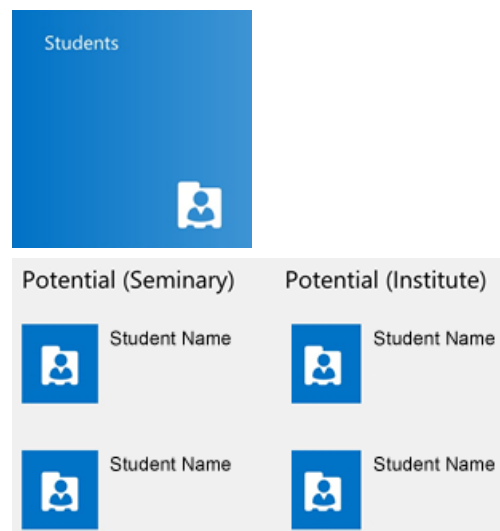 Students
Potential (Seminary)
Potential (Institute)
Student Name
Student Name
Student Name
Student Name